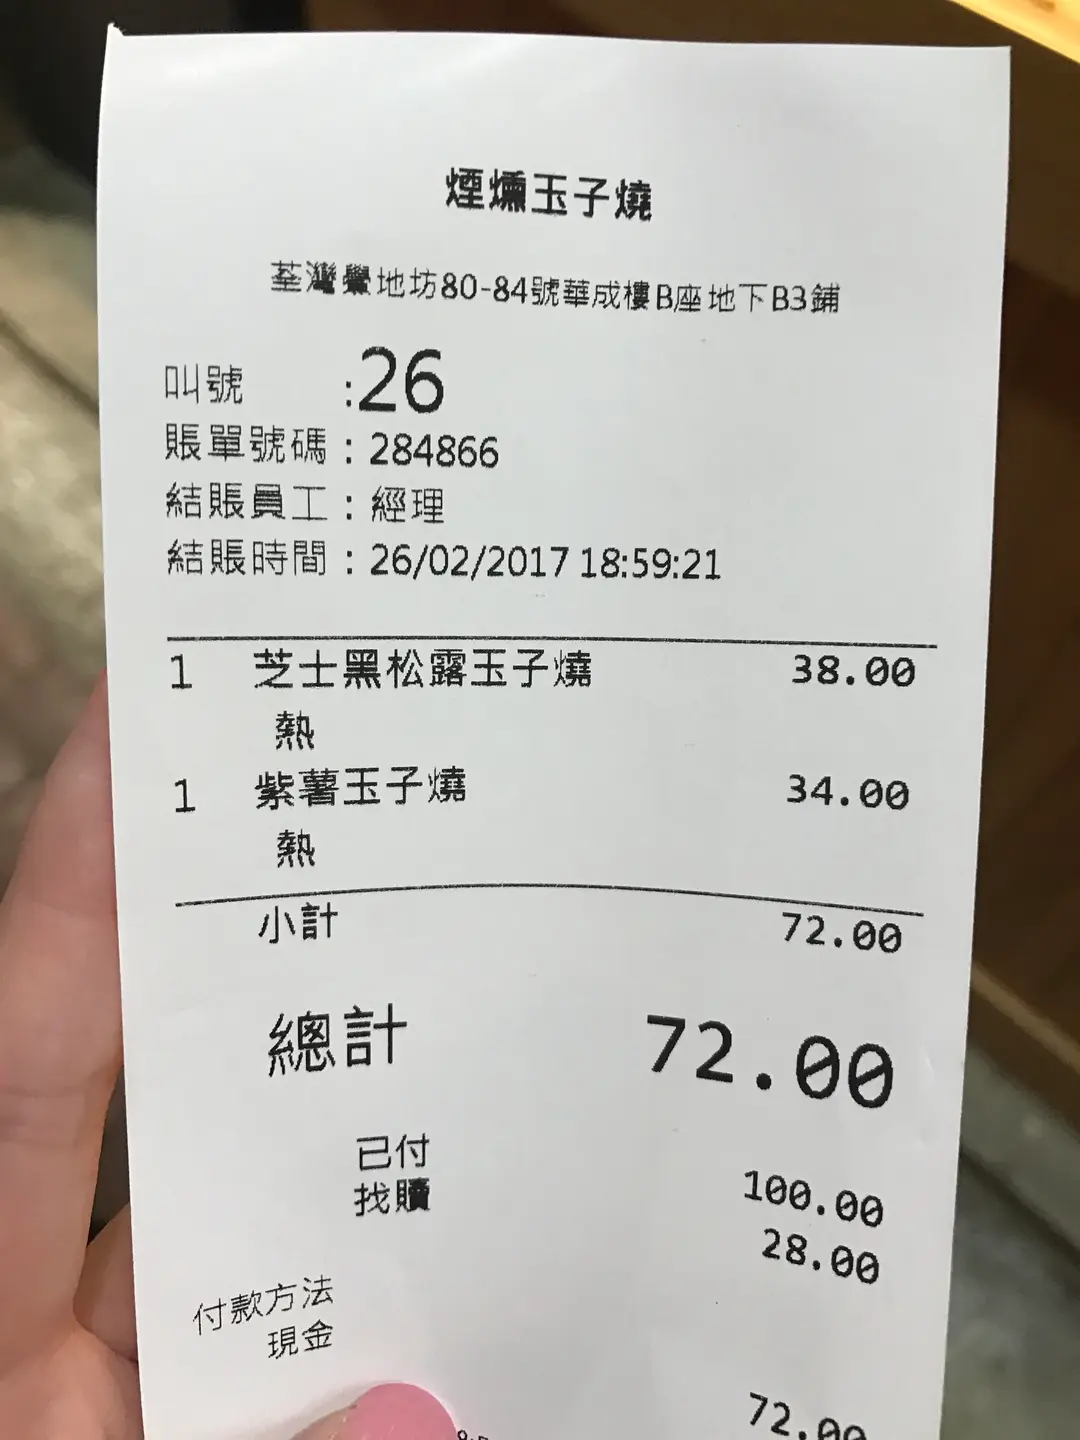 煙燻玉子燒
荃灣鱟地坊80-84號華成樓B座地下B3鋪
叫號 :26
賬單號碼 : 284866
結賬員工 : 經理
結賬時間 : 26/02/2017 18:59:21
1 芝士黑松露玉子燒 38.00
熱
1 紫薯玉子燒 34.00
熱
小計 72.00
總計 72.00
已付 100.00
找贖 28.00
付款方法
現金
72.00